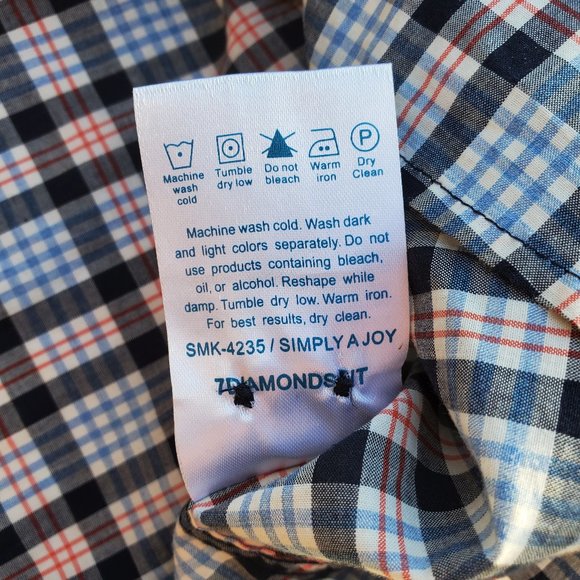 Machine wash cold
Tumble dry low
Do not bleach
Warm iron
P
Dry Clean
Machine wash cold. Wash dark
and light colors separately. Do not
use products containing bleach,
oil, or alcohol. Reshape while
damp. Tumble dry low. Warm iron.
For best results, dry clean.
SMK-4235 / SIMPLY A JOY
7DIAMONDS